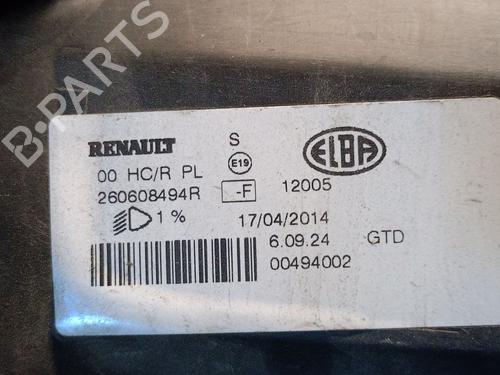 B-PARTS
RENAULT S ELBA
00 HC/R PL E19
260608494R -F 12005
1 % 17/04/2014
6.09.24 GTD
00494002